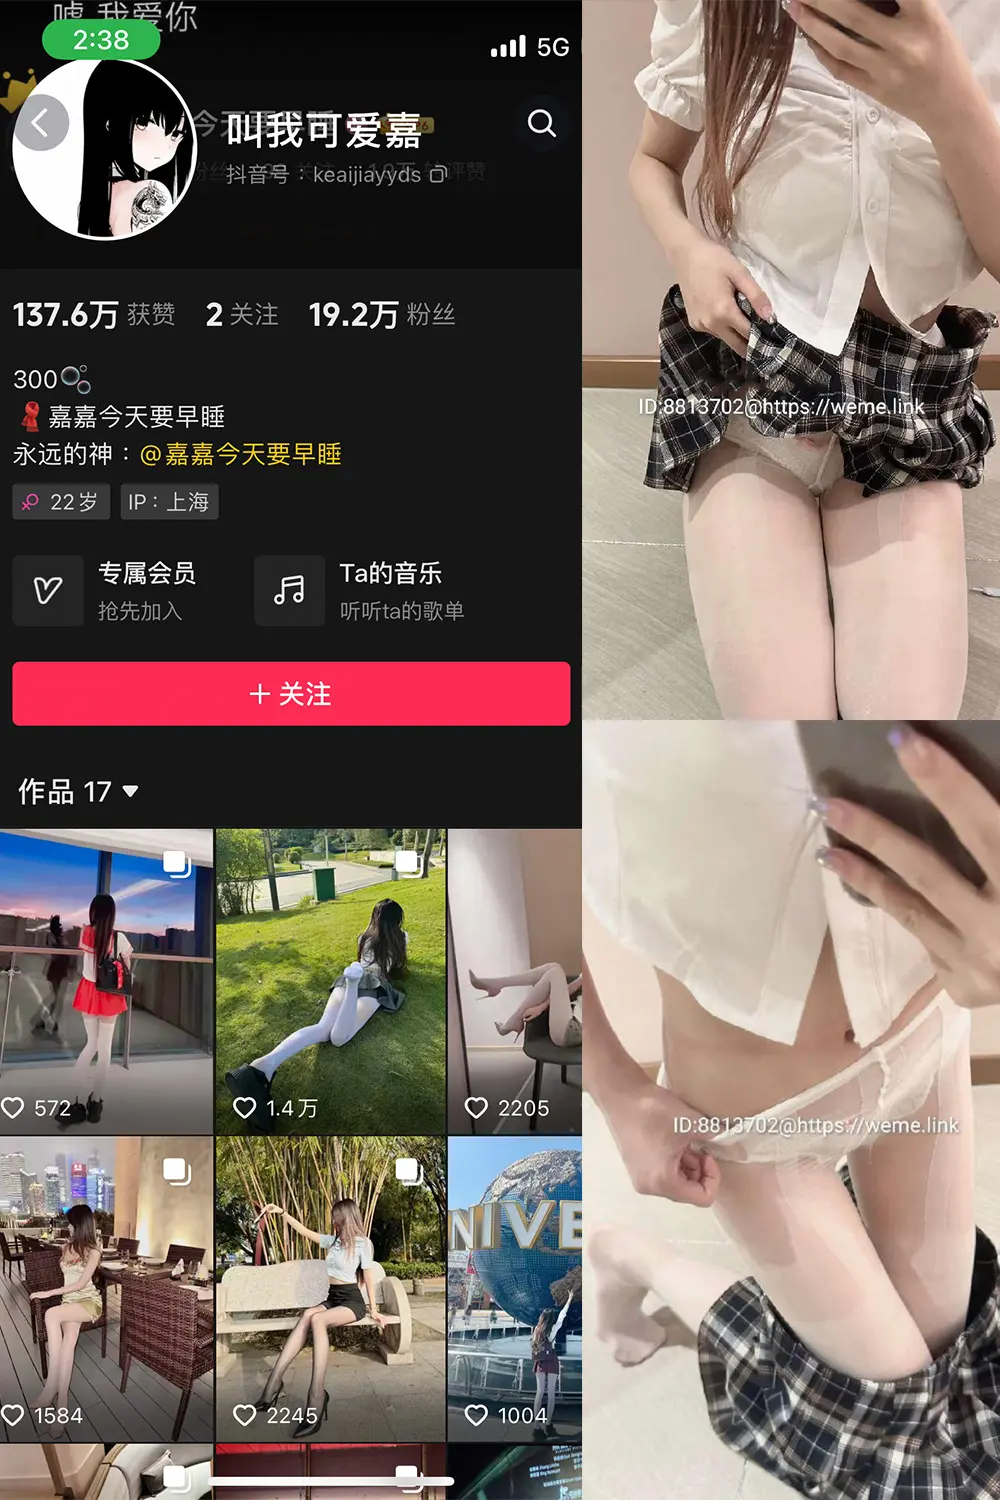 嘘 我爱你
2:38
5G
叫我可爱嘉
抖音号：keaijiayyds
137.6万 获赞 2 关注 19.2万 粉丝
300
嘉嘉今天要早睡
永远的神：@嘉嘉今天要早睡
22岁 IP：上海
专属会员 Ta的音乐
抢先加入 听听ta的歌单
关注
作品 17
572 1.4万 2205
NIVE
1584 2245 1004
ID:8813702@https://weme.link
ID:8813702@https://weme.link